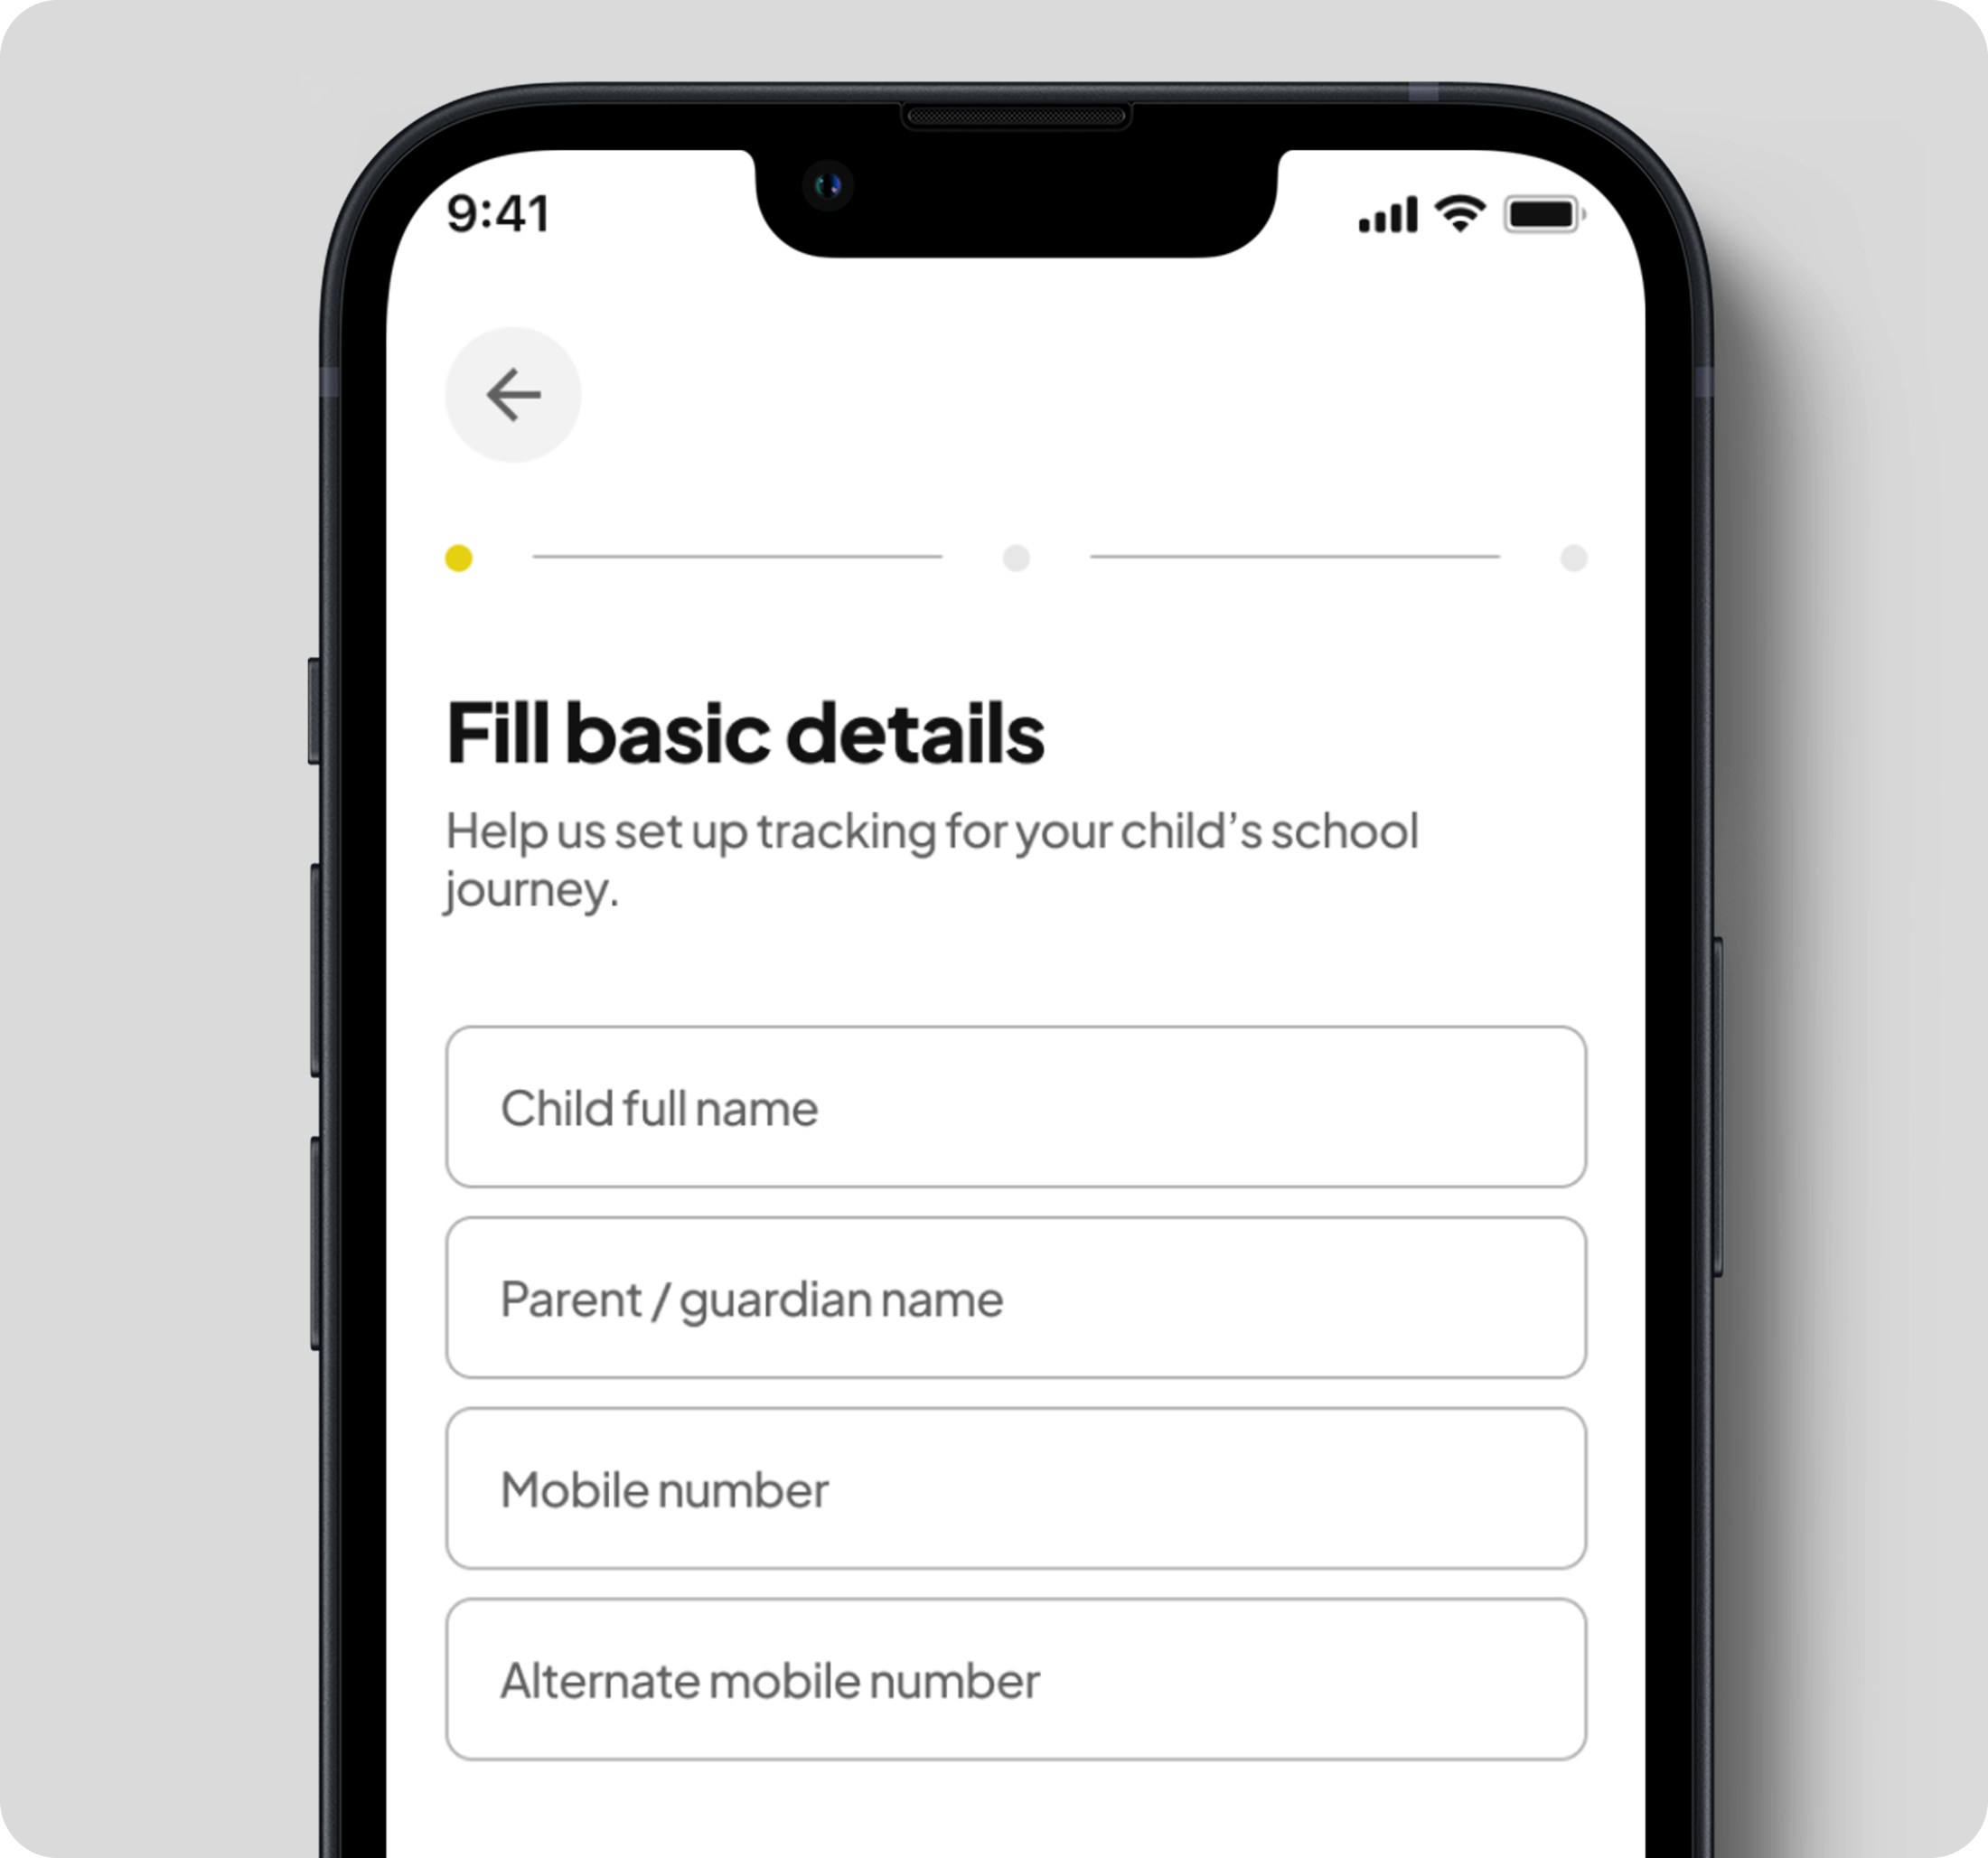 9:41
Fill basic details
Help us set up tracking for your child’s school
journey.
Child full name
Parent / guardian name
Mobile number
Alternate mobile number